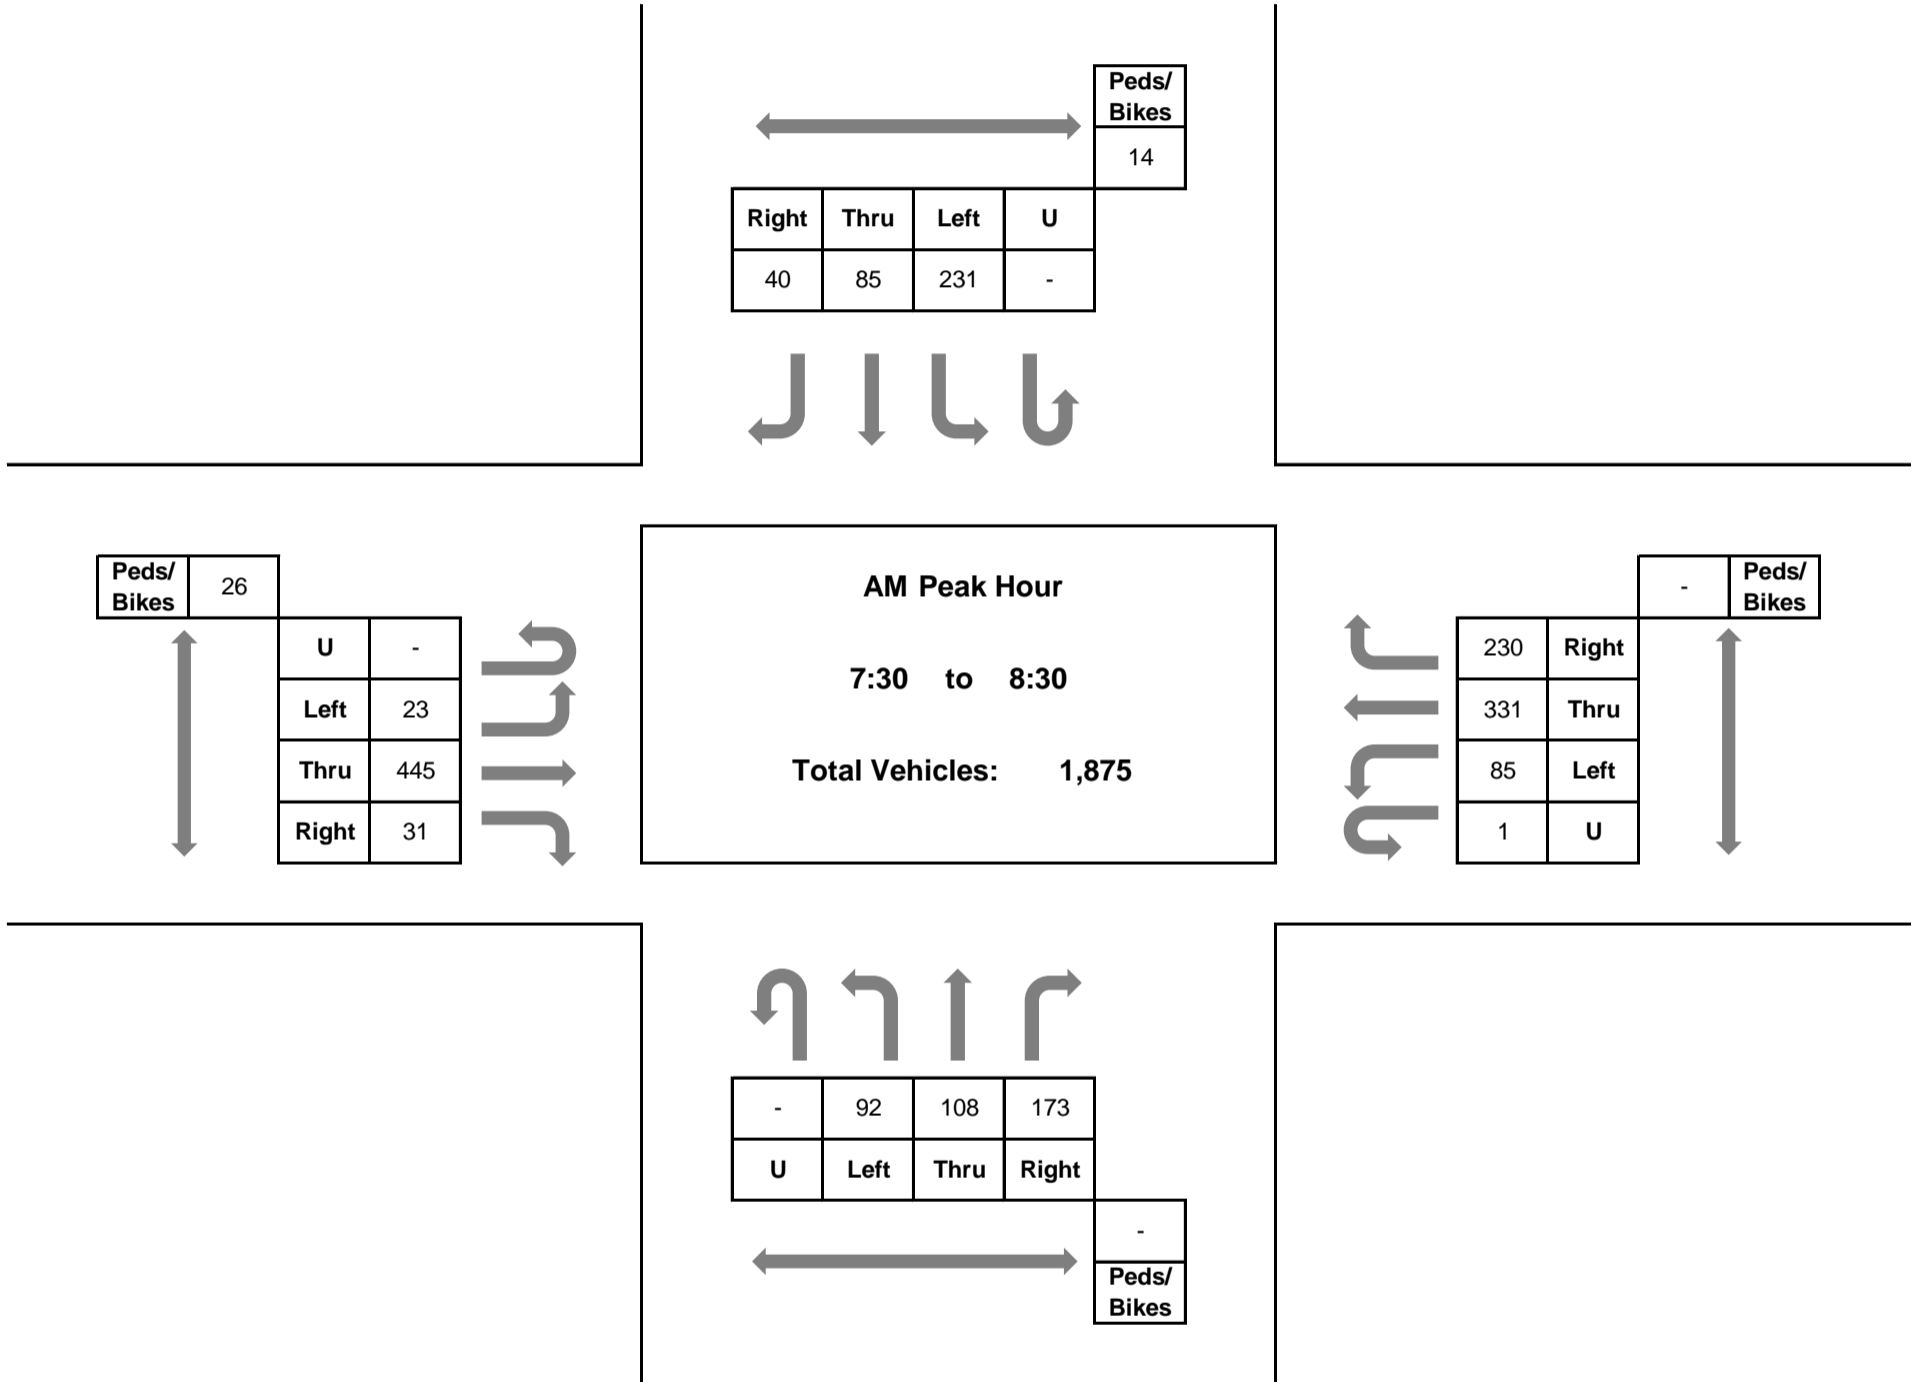 Peds/
Bikes
14
Right Thru Left U
40 85 231 -
Peds/
Bikes
26
U -
Left 23
Thru 445
Right 31
AM Peak Hour
7:30 to 8:30
Total Vehicles: 1,875
- Peds/
Bikes
230 Right
331 Thru
85 Left
1 U
- 92 108 173
U Left Thru Right
-
Peds/
Bikes